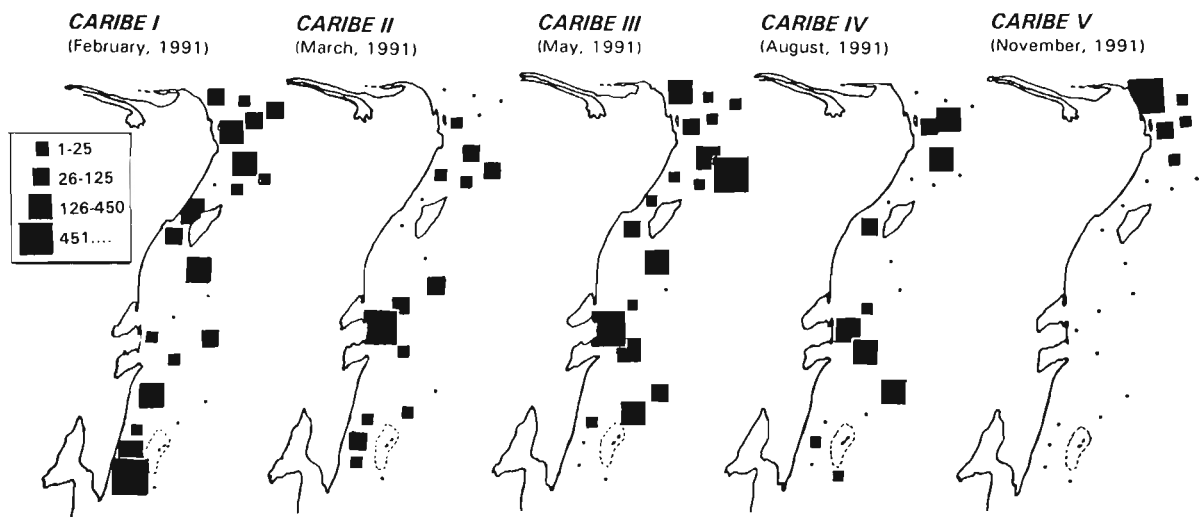 CARIBE I
(February, 1991)
CARIBE II
(March, 1991)
CARIBE III
(May, 1991)
CARIBE IV
(August, 1991)
CARIBE V
(November, 1991)
1-25
26-125
126-450
451....